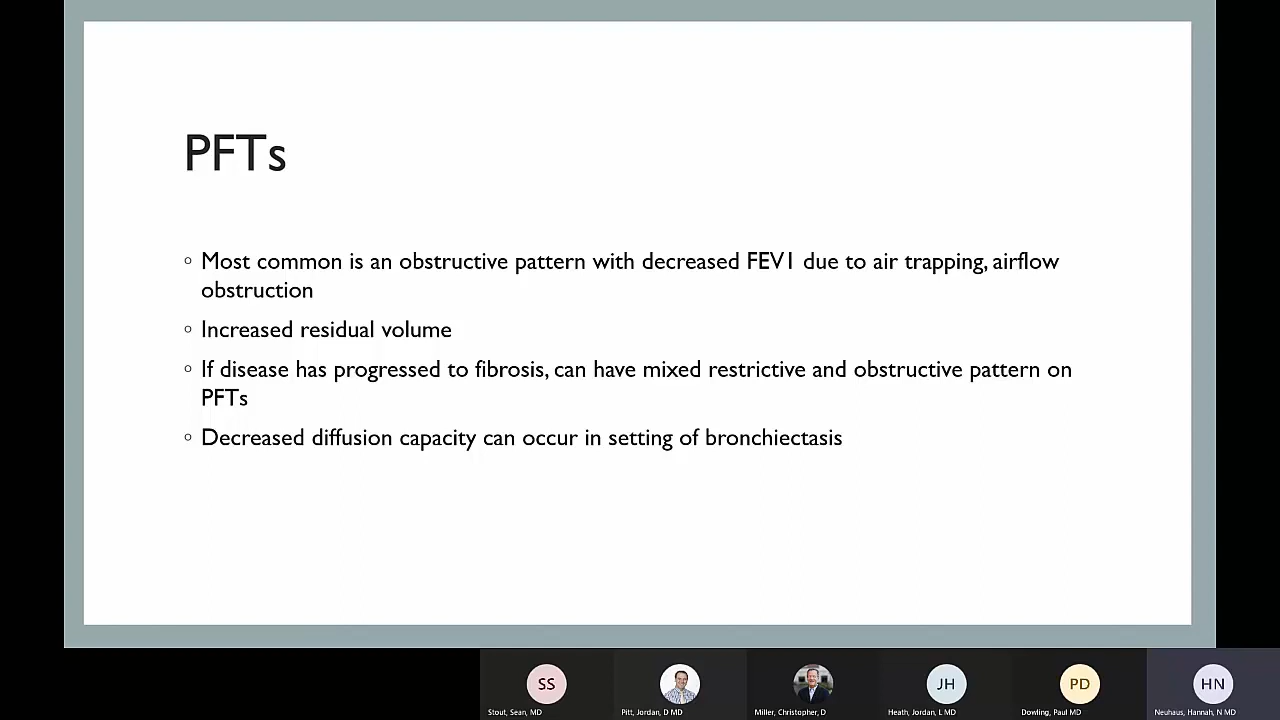 PFTs
◦ Most common is an obstructive pattern with decreased FEV1 due to air trapping, airflow
obstruction
◦ Increased residual volume
◦ If disease has progressed to fibrosis, can have mixed restrictive and obstructive pattern on
PFTs
◦ Decreased diffusion capacity can occur in setting of bronchiectasis
SS
JH
PD
HN
Stout, Sean, MD
Pitt, Jordan, D MD
Miller, Christopher, D
Heath, Jordan, L MD
Dowling, Paul MD
Neuhaus, Hannah, N MD